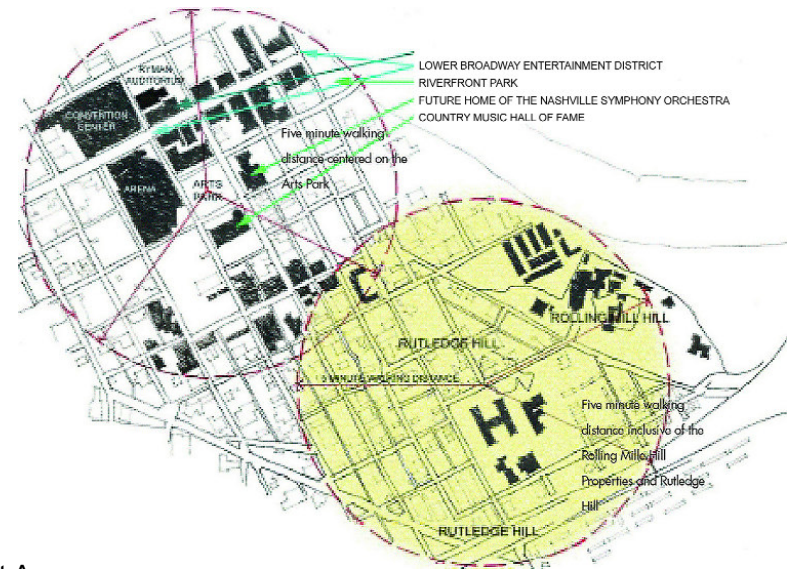 LOWER BROADWAY ENTERTAINMENT DISTRICT
RIVERFRONT PARK
FUTURE HOME OF THE NASHVILLE SYMPHONY ORCHESTRA
COUNTRY MUSIC HALL OF FAME
RYMAN
AUDITORIUM
CONVENTION
CENTER
Five minute walking
distance centered on the
Arts Park
ARENA
ARTS
PARK
ROLLING MILL HILL
RUTLEDGE HILL
5 MINUTE WALKING DISTANCE
Five minute walking
distance inclusive of the
Rolling Mills Hill
Properties and Rutledge
Hill
RUTLEDGE HILL